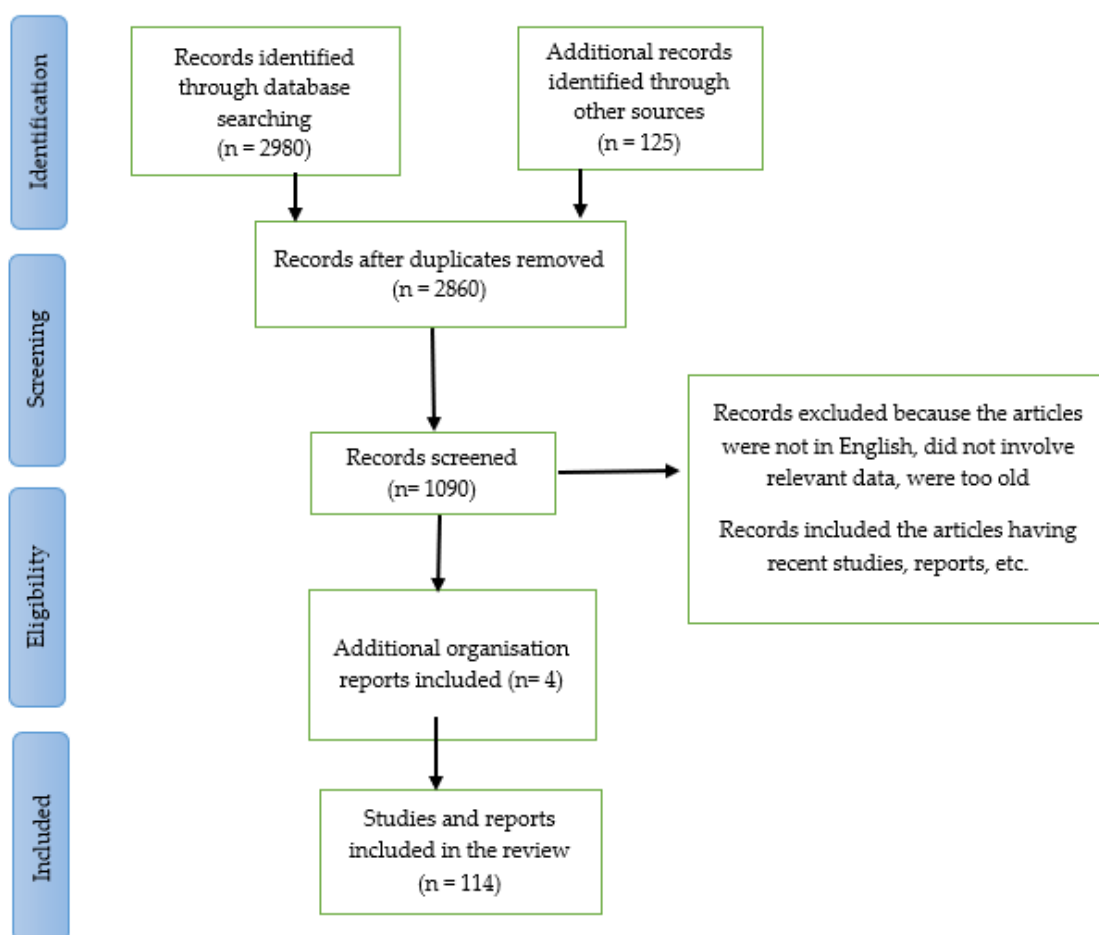 Identification
Records identified
through database
searching
(n = 2980)
Additional records
identified through
other sources
(n = 125)
Screening
Records after duplicates removed
(n = 2860)
Records screened
(n= 1090)
Records excluded because the articles
were not in English, did not involve
relevant data, were too old
Records included the articles having
recent studies, reports, etc.
Eligibility
Additional organisation
reports included (n= 4)
Included
Studies and reports
included in the review
(n = 114)